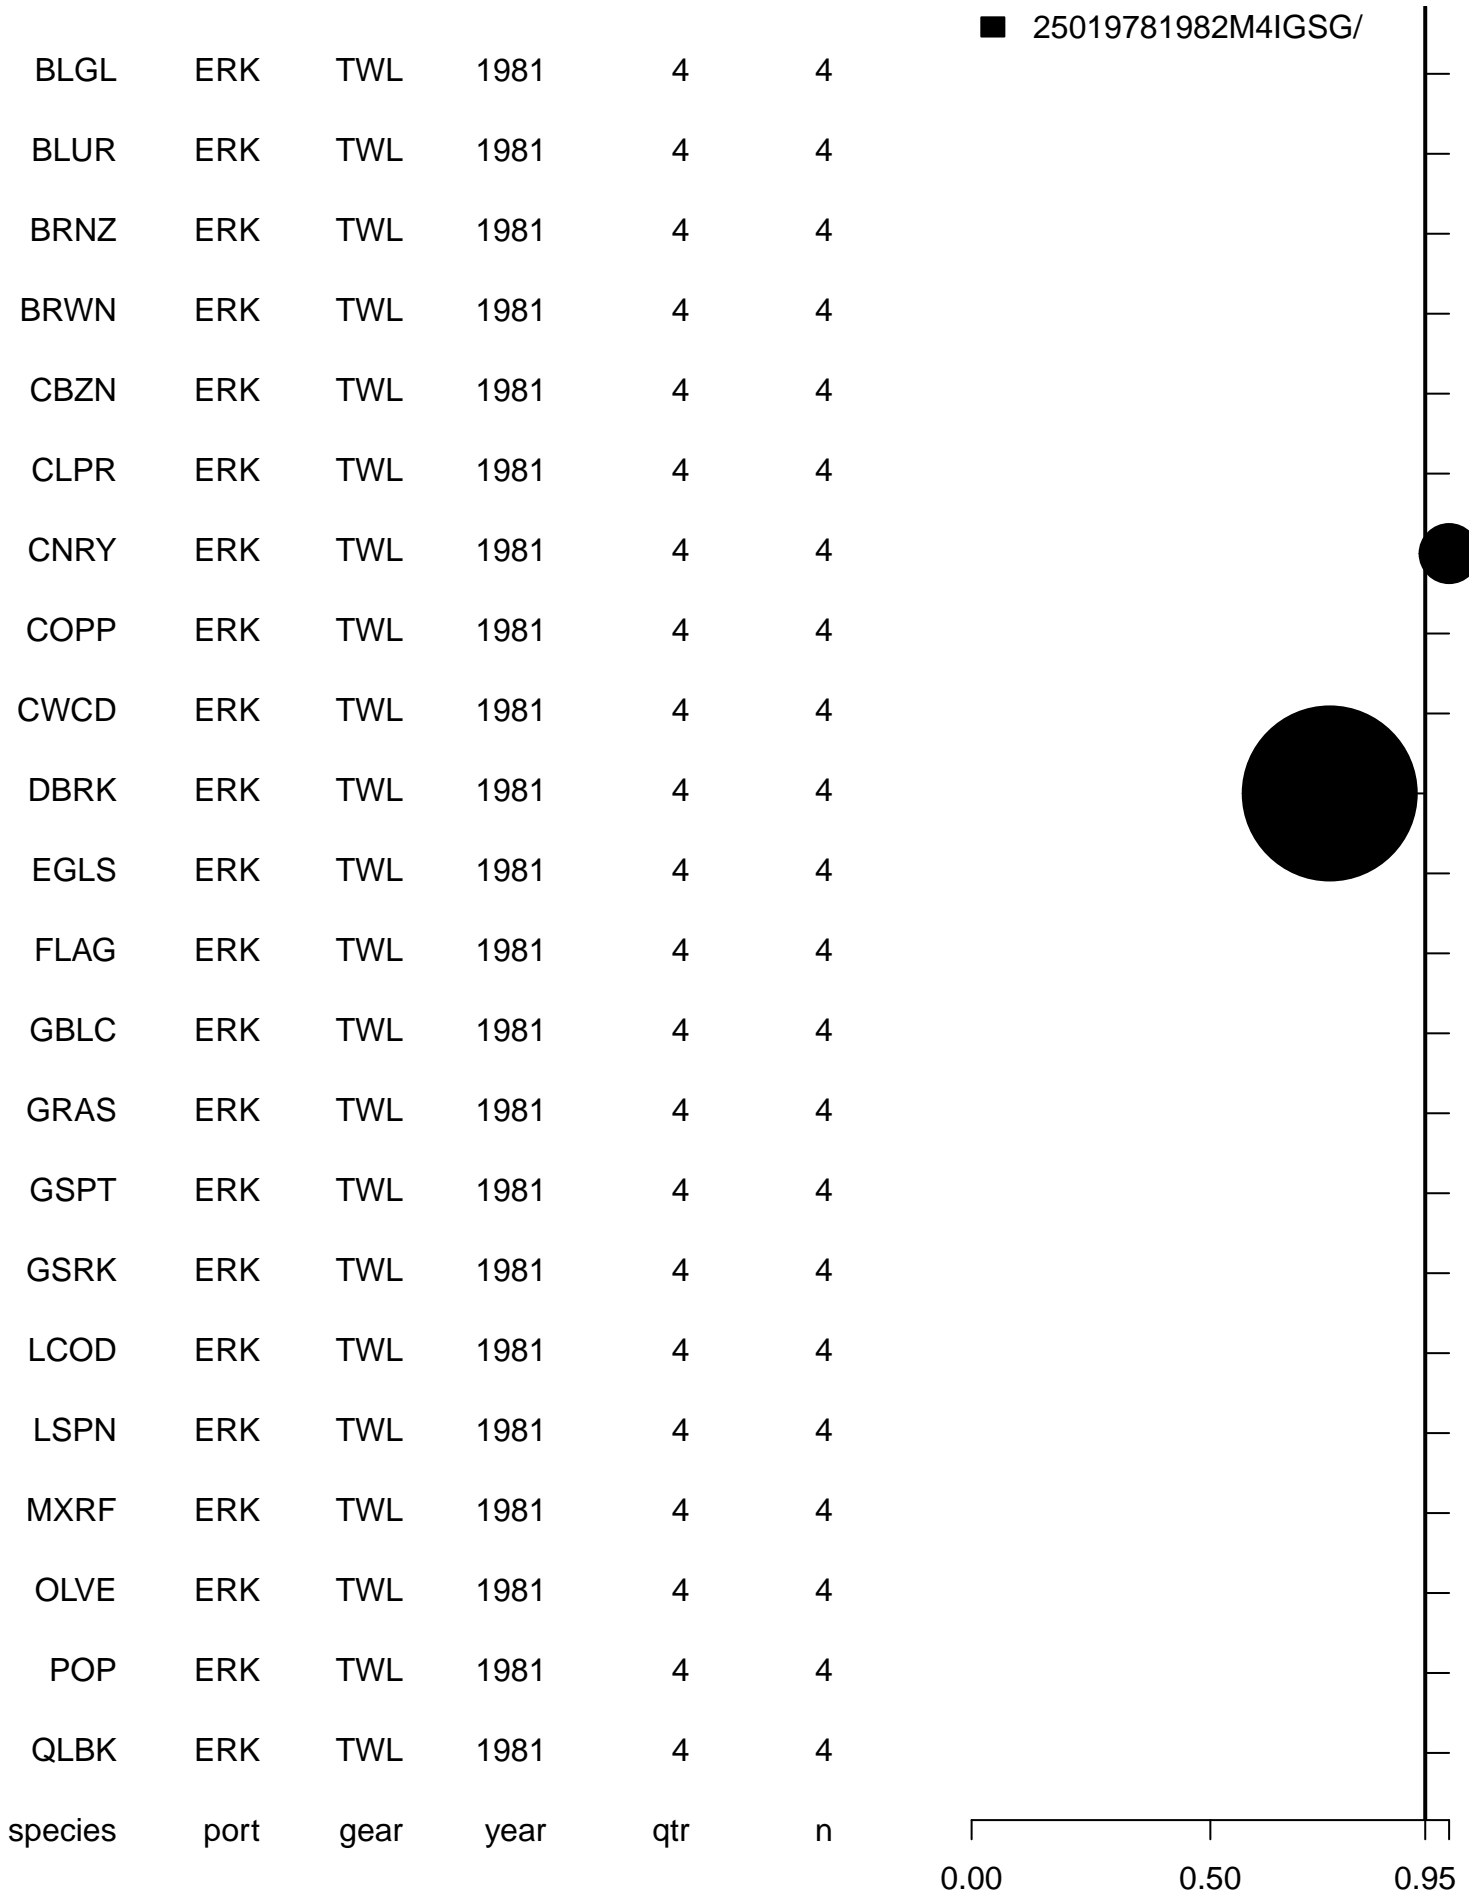 25019781982M4IGSG/
BLGL ERK TWL 1981 4 4
BLUR ERK TWL 1981 4 4
BRNZ ERK TWL 1981 4 4
BRWN ERK TWL 1981 4 4
CBZN ERK TWL 1981 4 4
CLPR ERK TWL 1981 4 4
CNRY ERK TWL 1981 4 4
COPP ERK TWL 1981 4 4
CWCD ERK TWL 1981 4 4
DBRK ERK TWL 1981 4 4
EGLS ERK TWL 1981 4 4
FLAG ERK TWL 1981 4 4
GBLC ERK TWL 1981 4 4
GRAS ERK TWL 1981 4 4
GSPT ERK TWL 1981 4 4
GSRK ERK TWL 1981 4 4
LCOD ERK TWL 1981 4 4
LSPN ERK TWL 1981 4 4
MXRF ERK TWL 1981 4 4
OLVE ERK TWL 1981 4 4
POP ERK TWL 1981 4 4
QLBK ERK TWL 1981 4 4
species port gear year qtr n
0.00 0.50 0.95